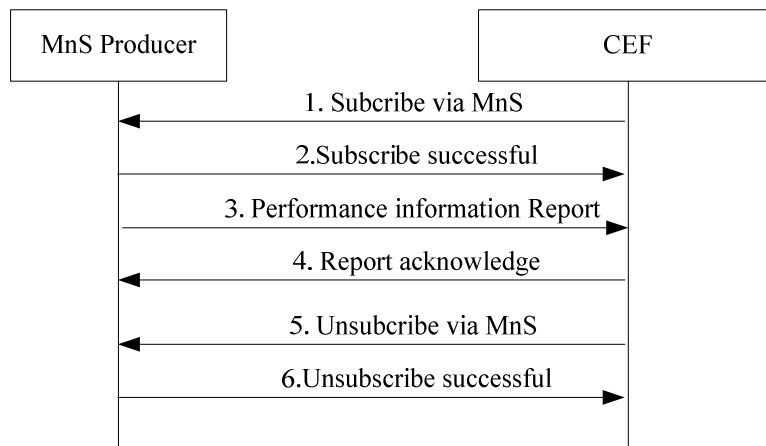 MnS Producer
CEF
1. Subcribe via MnS
2.Subscribe successful
3. Performance information Report
4. Report acknowledge
5. Unsubcribe via MnS
6.Unsubscribe successful